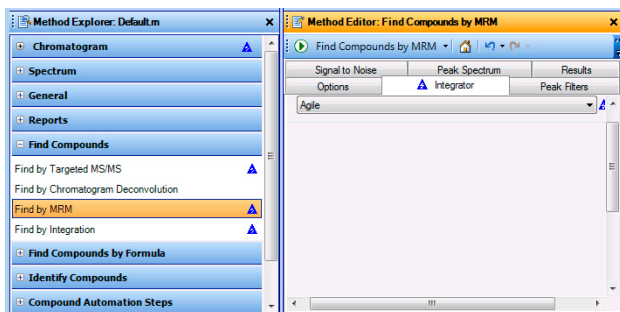 Method Explorer: Default.m
Chromatogram
Spectrum
General
Reports
Find Compounds
Find by Targeted MS/MS
Find by Chromatogram Deconvolution
Find by MRM
Find by Integration
Find Compounds by Formula
Identify Compounds
Compound Automation Steps
Method Editor: Find Compounds by MRM
Find Compounds by MRM
Signal to Noise Peak Spectrum Results
Options Integrator Peak Filters
Agile